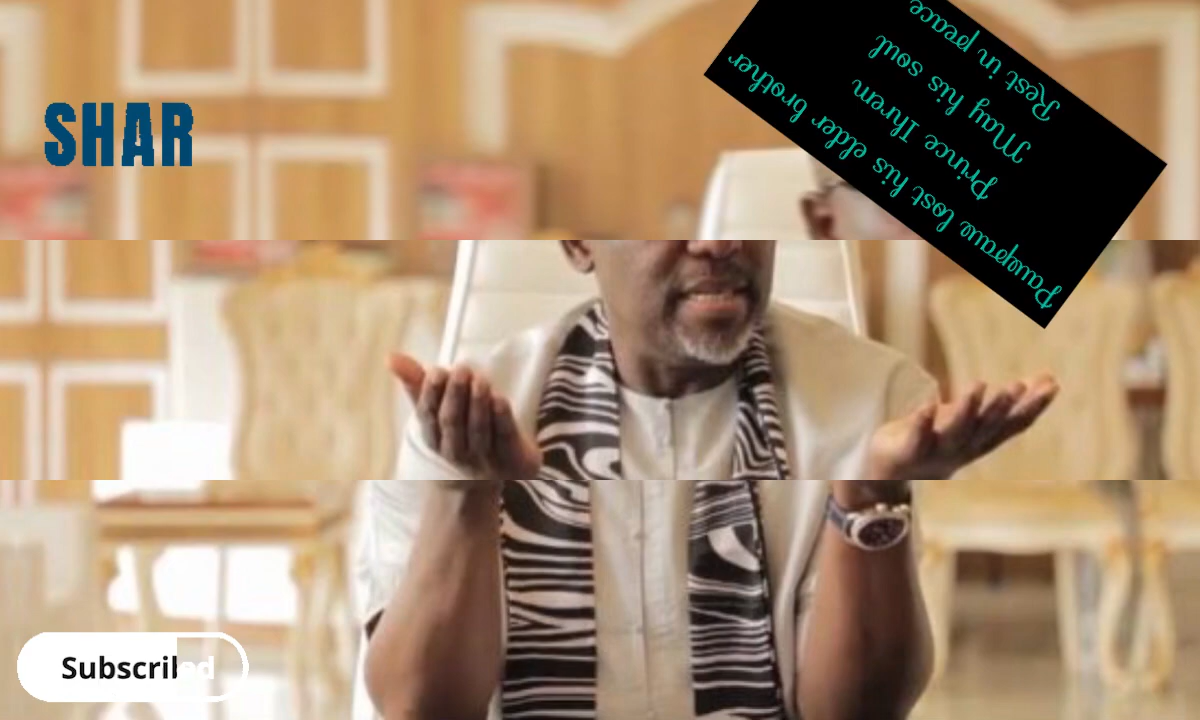 SHAR
Pawpaw lost his elder brother
Prince Ihrem
May his soul
Rest in peace
Subscribed